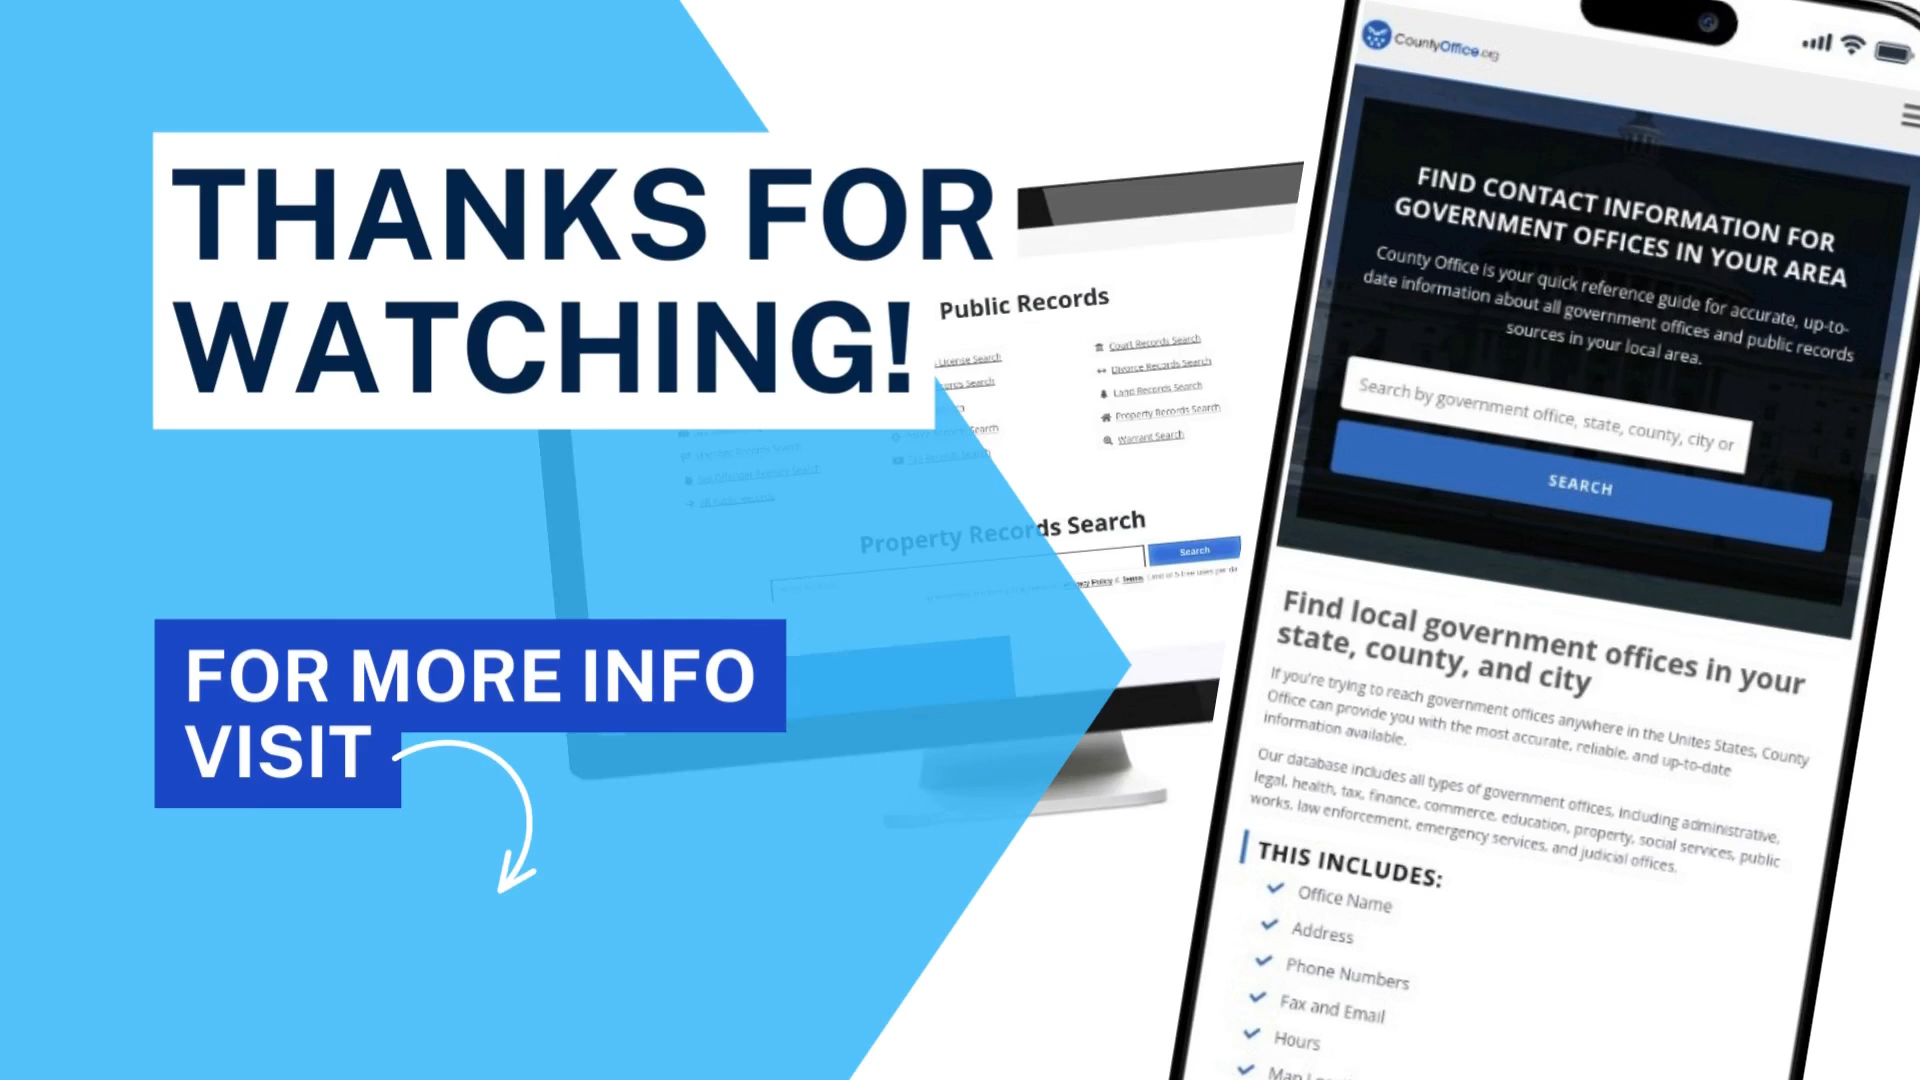 THANKS FOR
WATCHING!
FOR MORE INFO
VISIT
Public Records
License Search
Court Records Search
Divorce Records Search
Land Records Search
Search
Property Records Search
Search
Warrant Search
Property Records Search
Search
Policy & Terms.
CountyOffice.org
FIND CONTACT INFORMATION FOR
GOVERNMENT OFFICES IN YOUR AREA
County Office is your quick reference guide for accurate, up-to-
date information about all government offices and public records
sources in your local area.
Search by government office, state, county, city or
SEARCH
Find local government offices in your
state, county, and city
If you're trying to reach government offices anywhere in the Unites States, County
Office can provide you with the most accurate, reliable, and up-to-date
information available.
Our database includes all types of government offices, including administrative,
legal, health, tax, finance, commerce, education, property, social services, public
works, law enforcement, emergency services, and judicial offices.
THIS INCLUDES:
Office Name
Address
Phone Numbers
Fax and Email
Hours